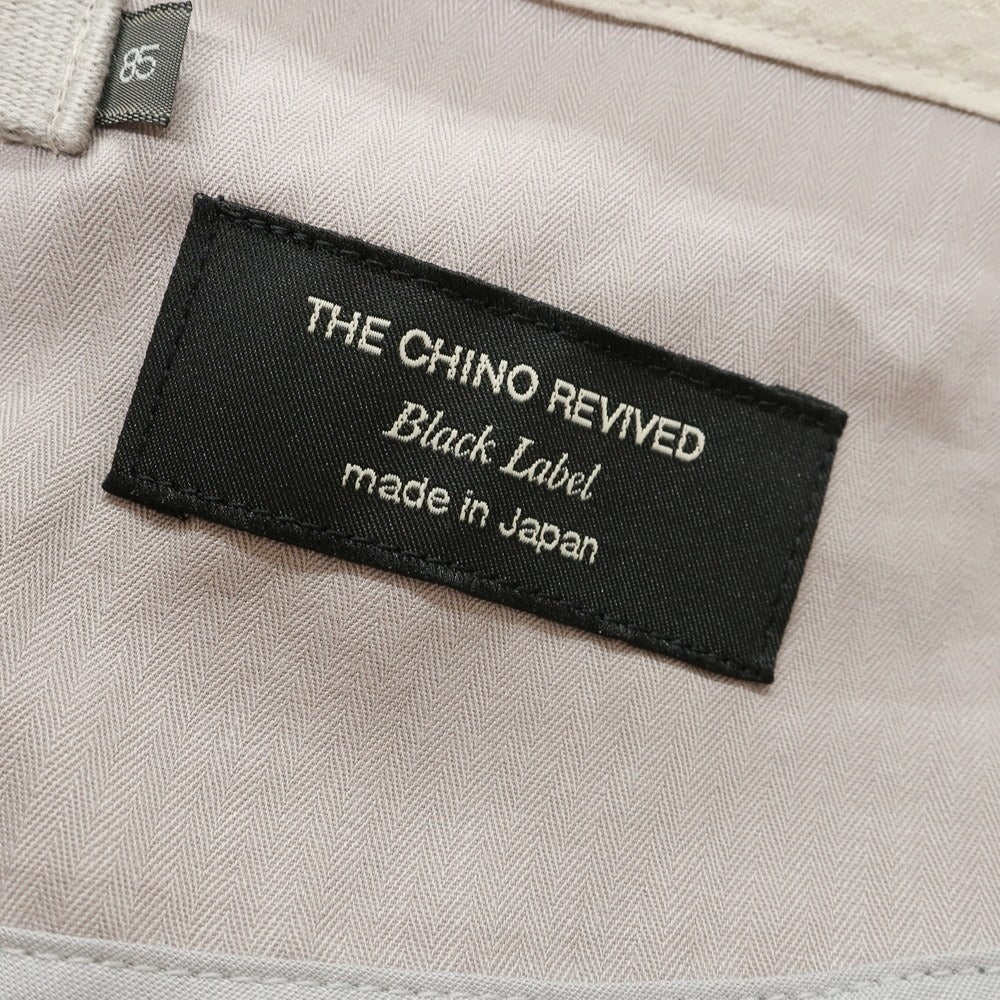 85
THE CHINO REVIVED
Black Label
made in Japan